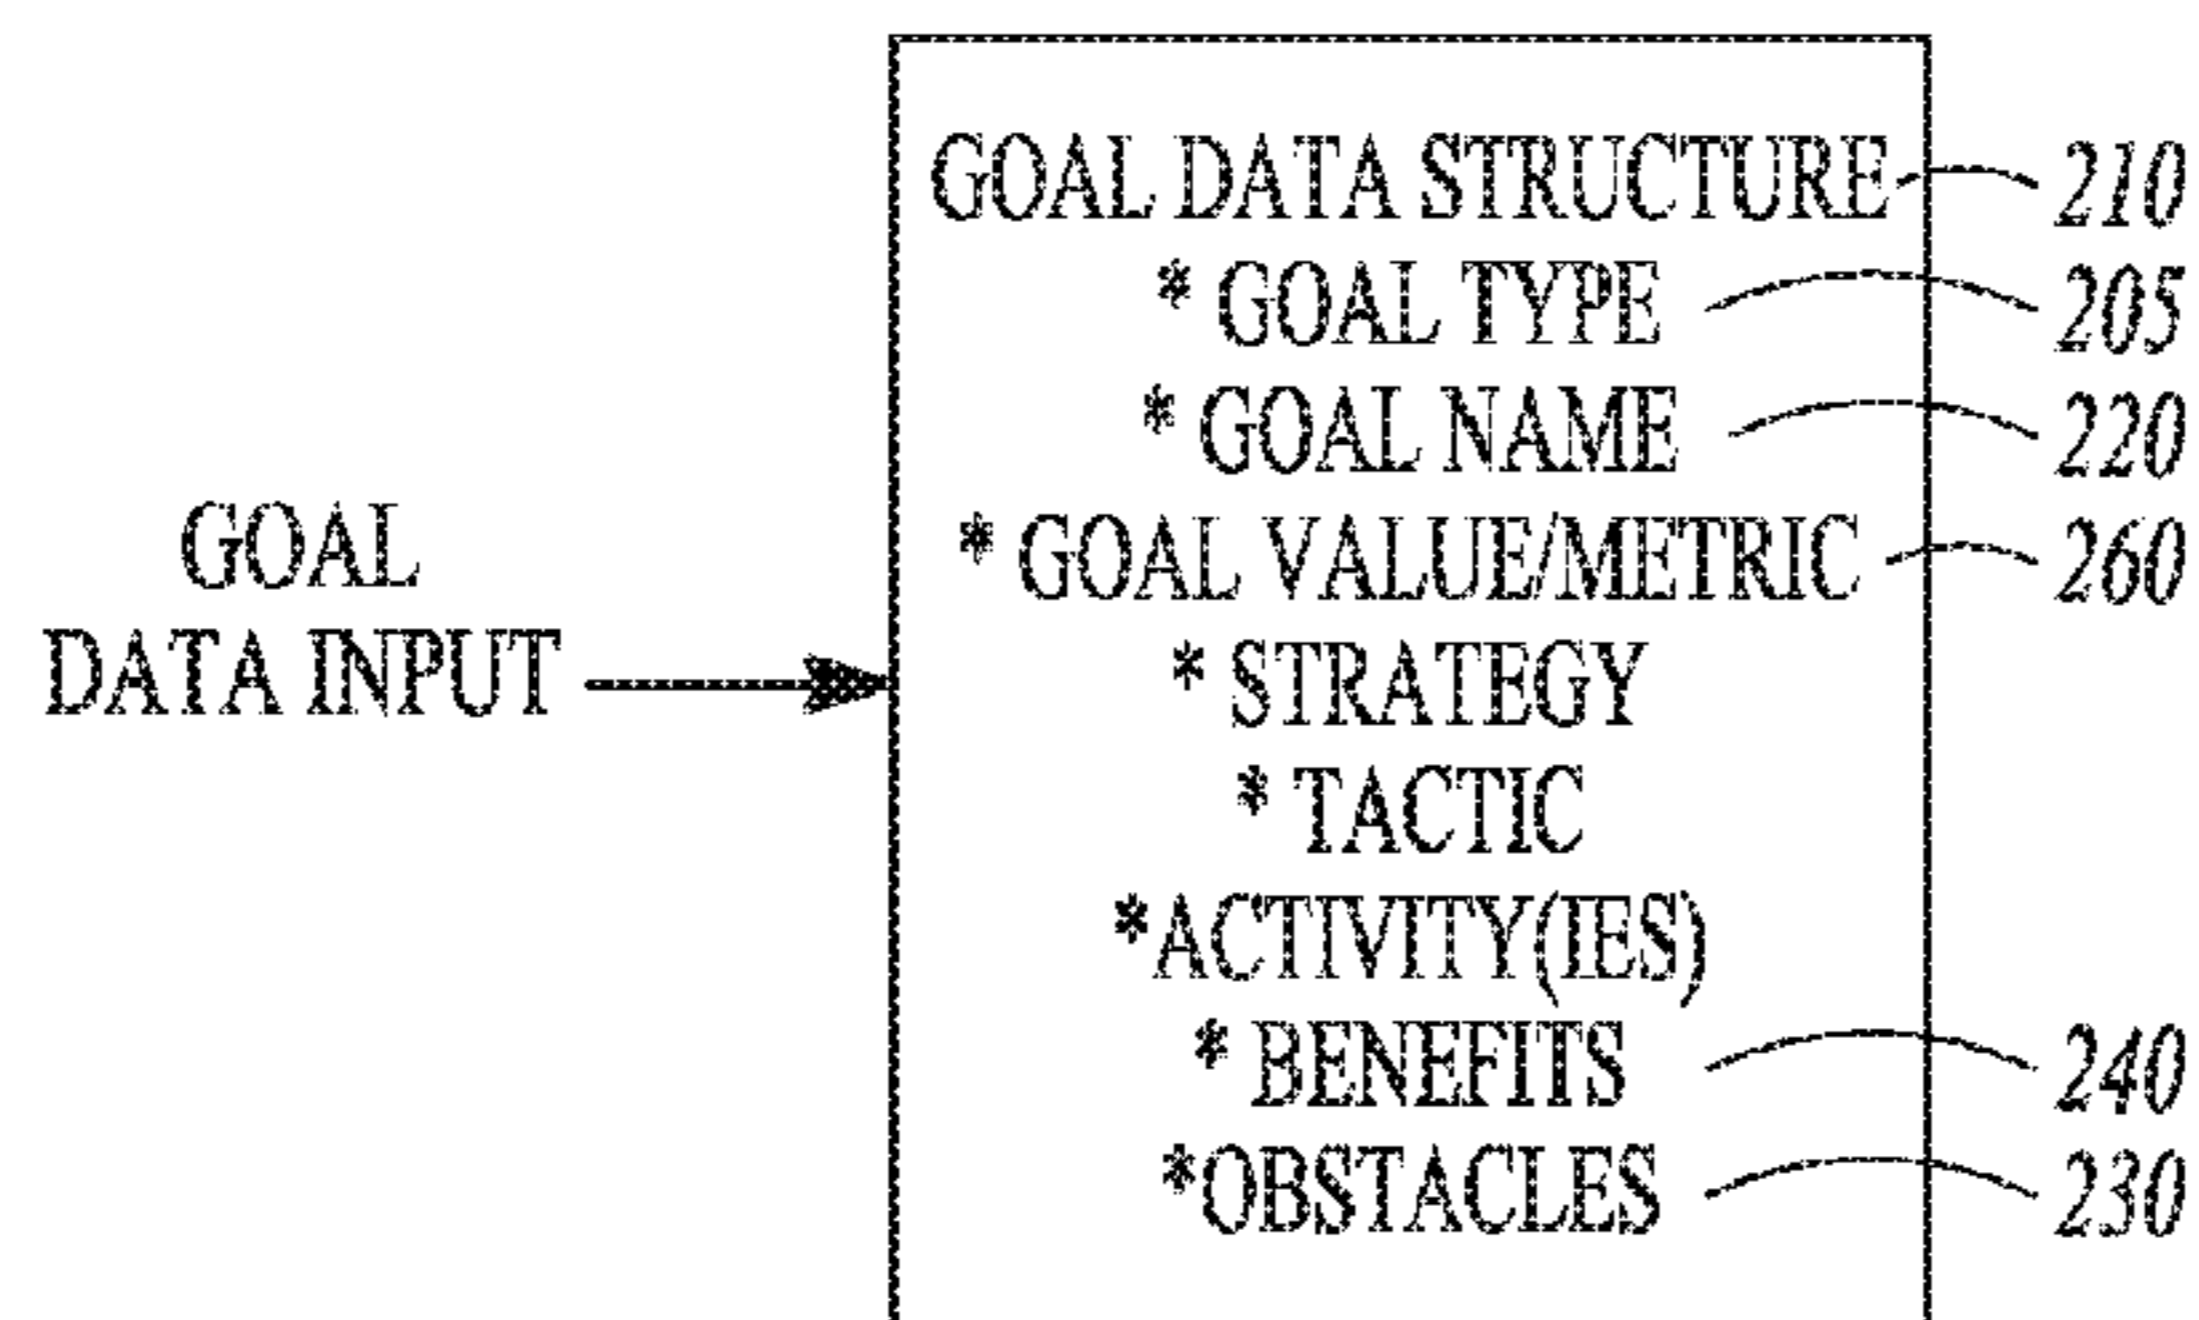 GOAL
DATA INPUT
GOAL DATA STRUCTURE 210
* GOAL TYPE 205
* GOAL NAME 220
* GOAL VALUE/METRIC 260
* STRATEGY
* TACTIC
*ACTIVITY(IES)
* BENEFITS 240
*OBSTACLES 230